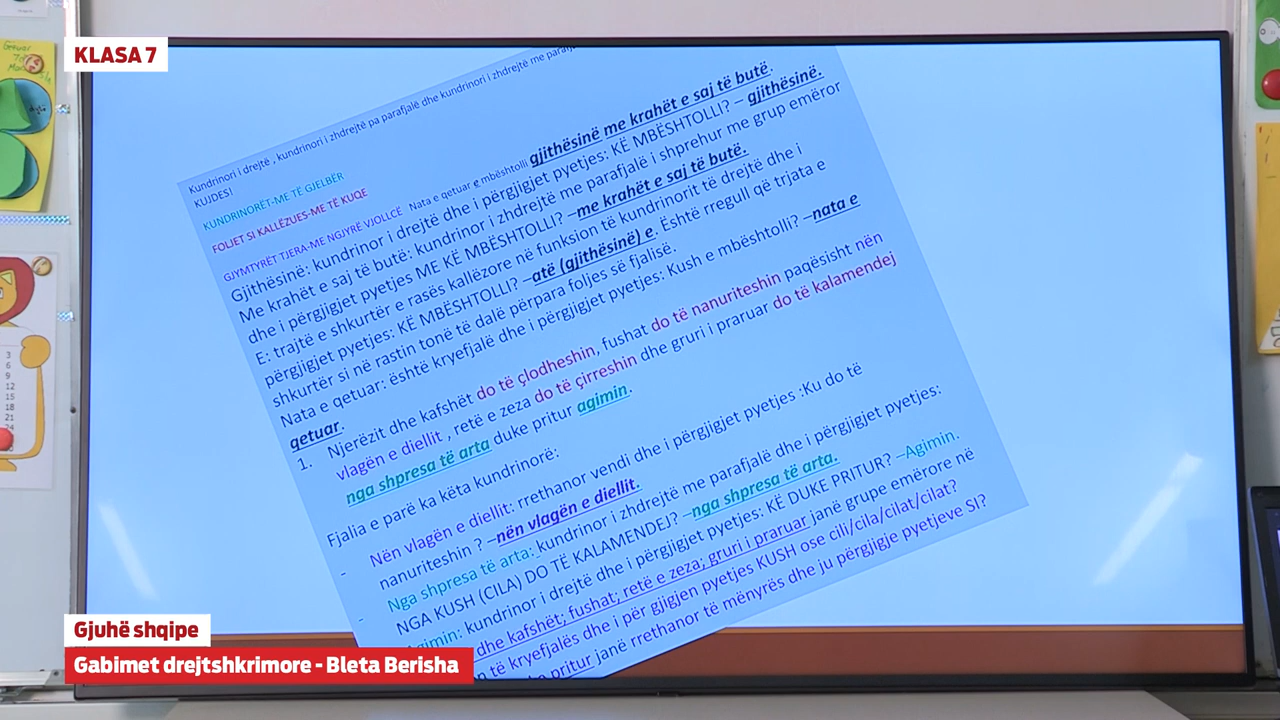 KLASA 7
Kundrinori i drejtë , kundrinori i zhdrejtë pa parafjalë dhe kundrinori i zhdrejtë me
KUJDES!
KUNDRINORËT-ME TË GJELBËR
FOLJET SI KALLËZUES-ME TË KUQE
GJYMTYRËT TJERA-ME NGJYRË VJOLLCË Nata e qetuar e mbështolli gjithësinë me krahët e saj të butë.
Gjithësinë: kundrinor i drejtë dhe i përgjigjet pyetjes: KË MBËSHTOLLI? – gjithësinë.
Me krahët e saj të butë: kundrinor i zhdrejtë me parafjalë i shprehur me grup emëror
dhe i përgjigjet pyetjes ME KË MBËSHTOLLI? –me krahët e saj të butë.
E: trajtë e shkurtër e rasës kallëzore në funksion të kundrinorit të drejtë dhe i
përgjigjet pyetjes: KË MBËSHTOLLI? –atë (gjithësinë) e. Është rregull që trjata e
shkurtër si në rastin tonë të dalë përpara foljes së fjalisë.
Nata e qetuar: është kryefjalë dhe i përgjigjet pyetjes: Kush e mbështolli? –nata e
qetuar.
1. Njerëzit dhe kafshët do të çlodheshin, fushat do të nanuriteshin paqësisht nën
vlagën e diellit , retë e zeza do të çirreshin dhe gruri i praruar do të kalamendej
nga shpresa të arta duke pritur agimin.
Fjalia e parë ka këta kundrinorë:
- Nën vlagën e diellit: rrethanor vendi dhe i përgjigjet pyetjes :Ku do të
nanuriteshin ? –nën vlagën e diellit.
- Nga shpresa të arta: kundrinor i zhdrejtë me parafjalë dhe i përgjigjet pyetjes:
NGA KUSH (CILA) DO TË KALAMENDEJ? –nga shpresa të arta.
Agimin: kundrinor i drejtë dhe i përgjigjet pyetjes: KË DUKE PRITUR? –Agimin.
dhe kafshët; fushat; retë e zeza; gruri i praruar janë grupe emërore në
të kryefjalës dhe i për gjigjen pyetjes KUSH ose cili/cila/cilat/cilat?
pritur janë rrethanor të mënyrës dhe ju përgjigje pyetjeve SI?
Gjuhë shqipe
Gabimet drejtshkrimore - Bleta Berisha
3
6
9
12
15
18
21
24